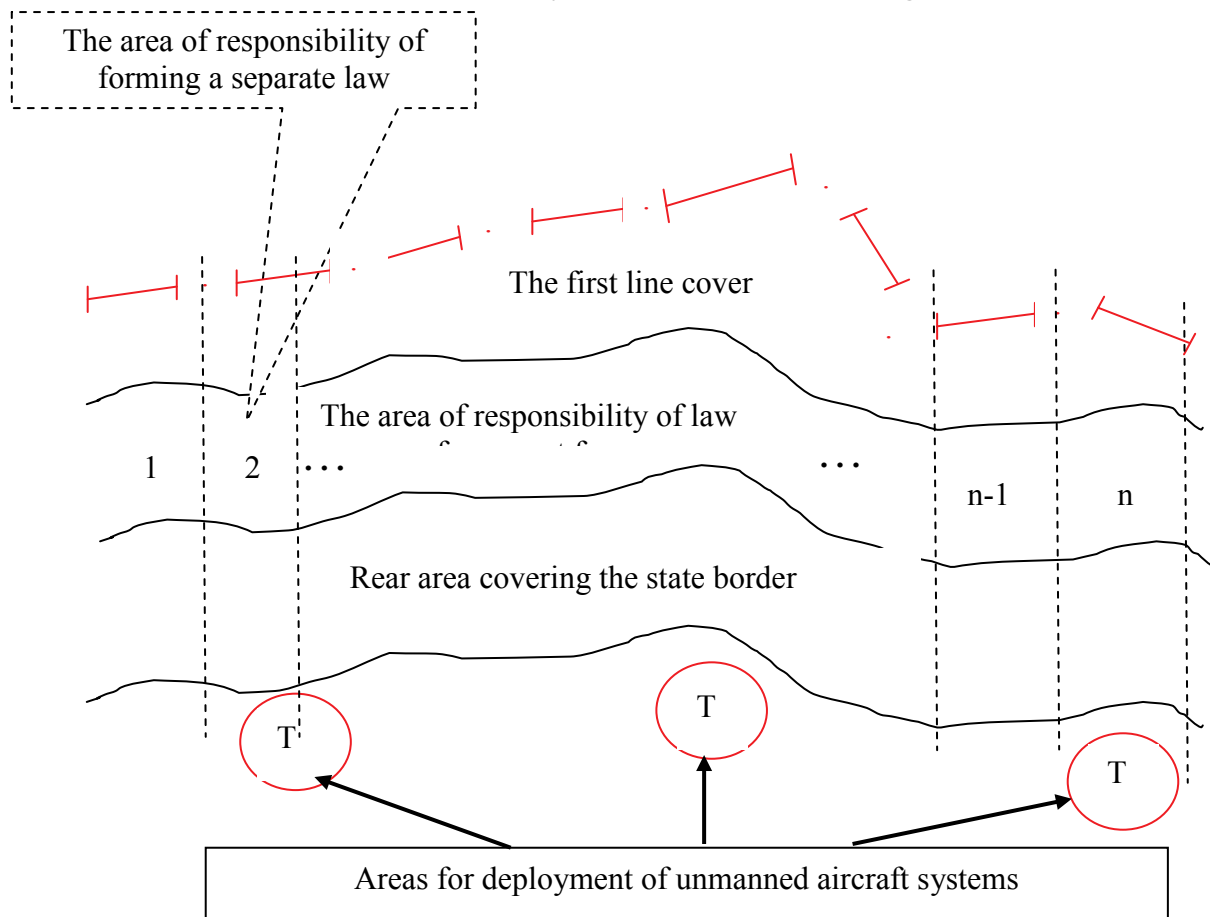 The area of responsibility of
forming a separate law
The first line cover
The area of responsibility of law
1
2
...
...
n-1
n
Rear area covering the state border
T
T
T
Areas for deployment of unmanned aircraft systems